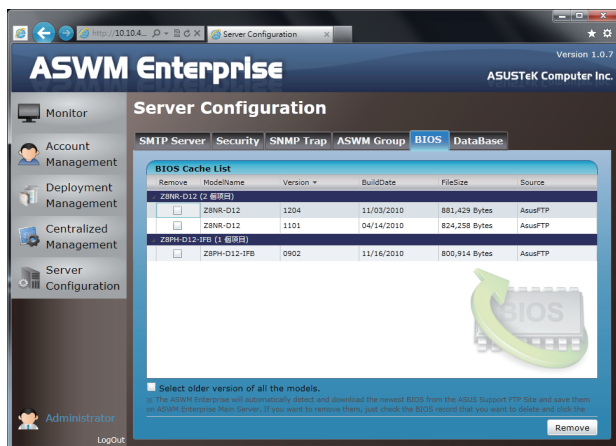 http://10.10.4...
Server Configuration
Version 1.0.7
ASWM Enterprise
ASUSTeK Computer Inc.
Monitor
Account Management
Deployment Management
Centralized Management
Server Configuration
Server Configuration
SMTP Server Security SNMP Trap ASWM Group BIOS DataBase
BIOS Cache List
Remove ModelName Version BuildDate FileSize Source
Z8NR-D12 (2 個項目)
Z8NR-D12 1204 11/03/2010 881,429 Bytes AsusFTP
Z8NR-D12 1101 04/14/2010 824,258 Bytes AsusFTP
Z8PH-D12-IFB (1 個項目)
Z8PH-D12-IFB 0902 11/16/2010 800,914 Bytes AsusFTP
BIOS
Select older version of all the models.
The ASWM Enterprise will automatically detect and download the newest BIOS from the ASUS Support FTP Site and save them
on ASWM Enterprise Main Server. If you want to remove them, just check the BIOS record that you want to delete and click the
Remove
Administrator
LogOut